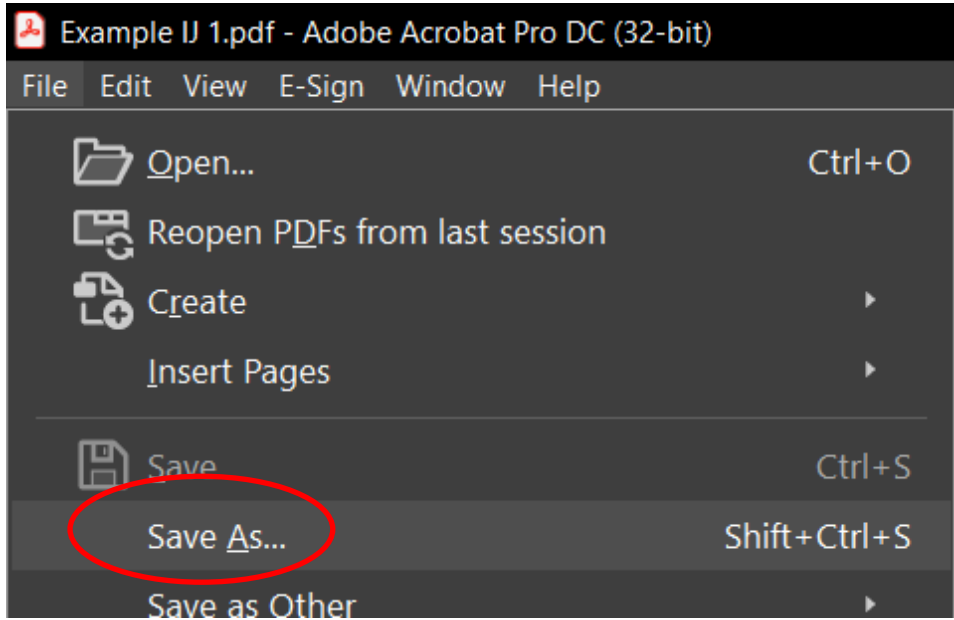 Example IJ 1.pdf - Adobe Acrobat Pro DC (32-bit)
File Edit View E-Sign Window Help
Open... Ctrl+O
Reopen PDFs from last session
Create
Insert Pages
Save Ctrl+S
Save As... Shift+Ctrl+S
Save as Other